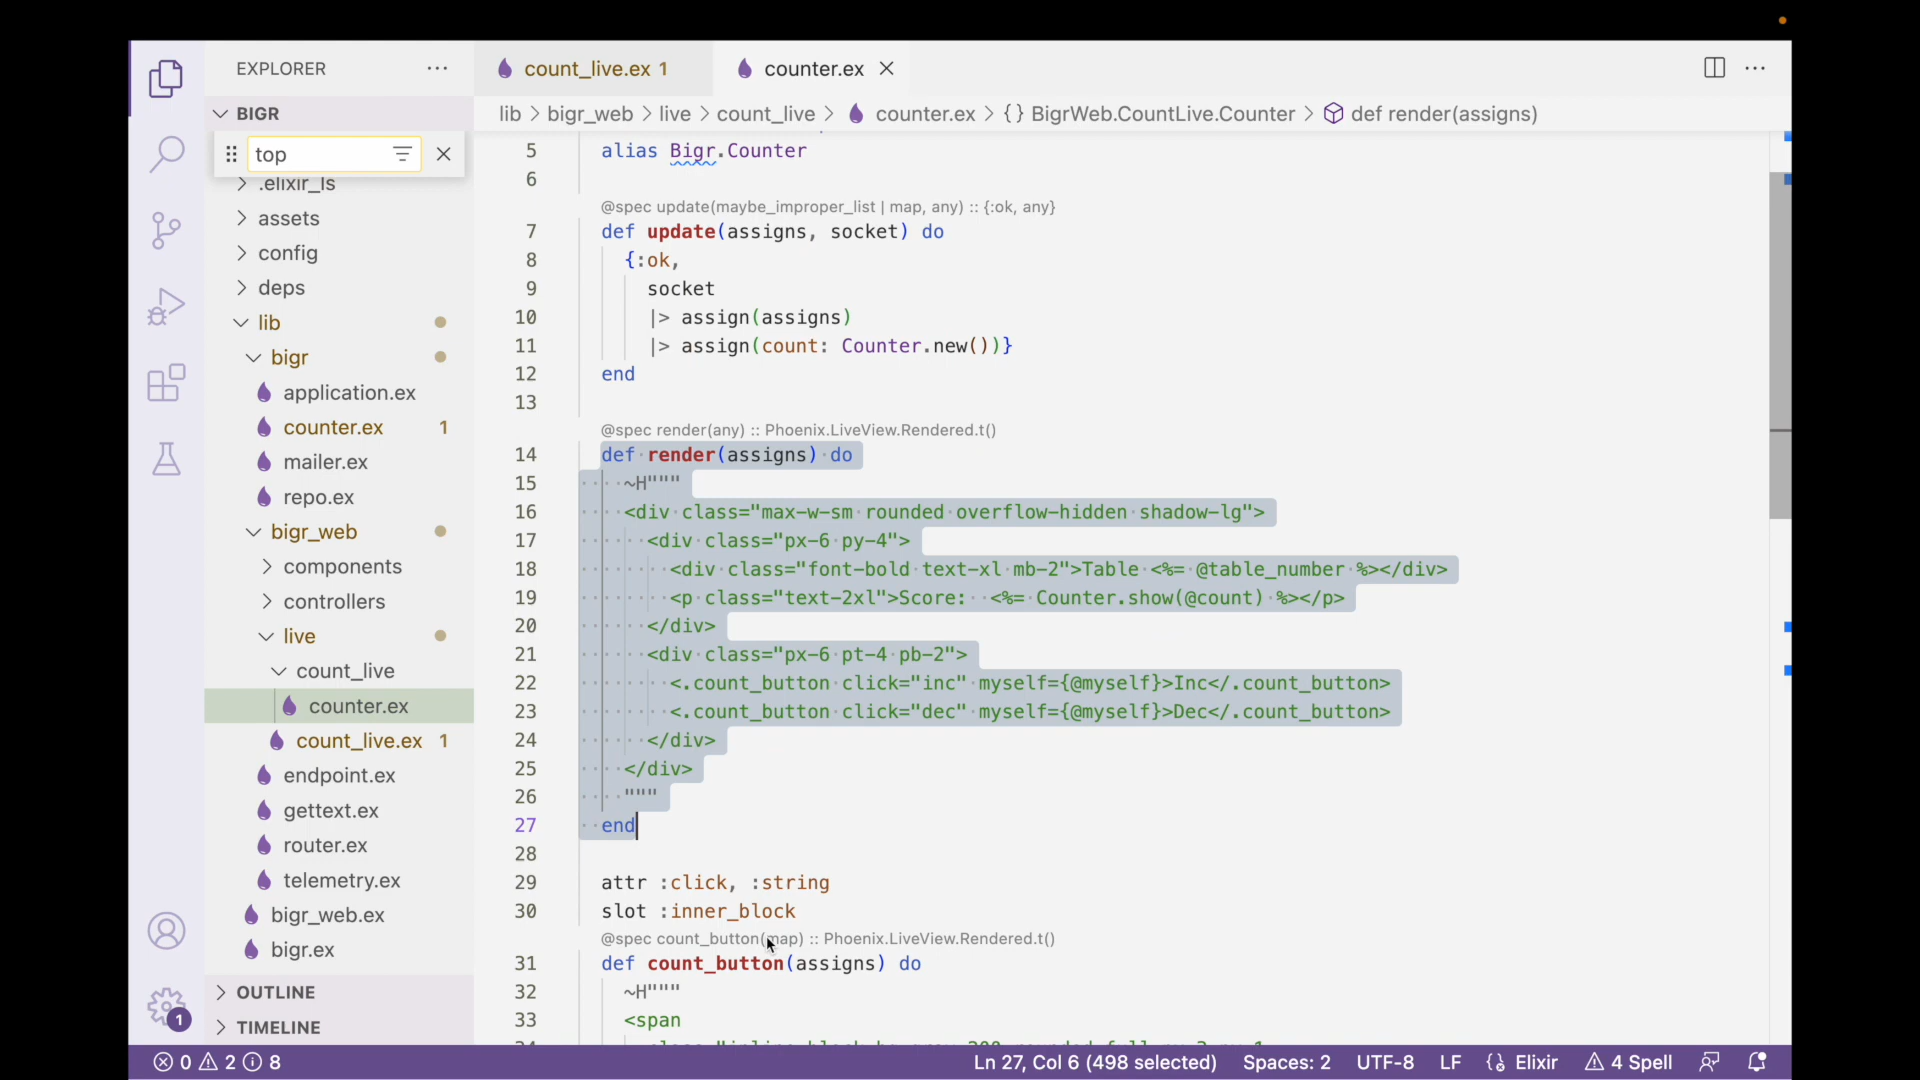 EXPLORER
BIGR
top
.elixir_ls
assets
config
deps
lib
bigr
application.ex
counter.ex 1
mailer.ex
repo.ex
bigr_web
components
controllers
live
count_live
counter.ex
count_live.ex 1
endpoint.ex
gettext.ex
router.ex
telemetry.ex
bigr_web.ex
bigr.ex
OUTLINE
TIMELINE
1
count_live.ex 1
counter.ex
lib > bigr_web > live > count_live > counter.ex > {} BigrWeb.CountLive.Counter > def render(assigns)
5 alias Bigr.Counter
6
@spec update(maybe_improper_list | map, any) :: {:ok, any}
7 def update(assigns, socket) do
8 {:ok,
9 socket
10 |> assign(assigns)
11 |> assign(count: Counter.new())}
12 end
13
@spec render(any) :: Phoenix.LiveView.Rendered.t()
14 def render(assigns) do
15 ~H"""
16 <div class="max-w-sm rounded overflow-hidden shadow-lg">
17 <div class="px-6 py-4">
18 <div class="font-bold text-xl mb-2">Table <%= @table_number %></div>
19 <p class="text-2xl">Score:  <%= Counter.show(@count) %></p>
20 </div>
21 <div class="px-6 pt-4 pb-2">
22 <.count_button click="inc" myself={@myself}>Inc</.count_button>
23 <.count_button click="dec" myself={@myself}>Dec</.count_button>
24 </div>
25 </div>
26 """
27 end
28
29 attr :click, :string
30 slot :inner_block
@spec count_button(map) :: Phoenix.LiveView.Rendered.t()
31 def count_button(assigns) do
32 ~H"""
33 <span
0 2 8
Ln 27, Col 6 (498 selected) Spaces: 2 UTF-8 LF Elixir 4 Spell